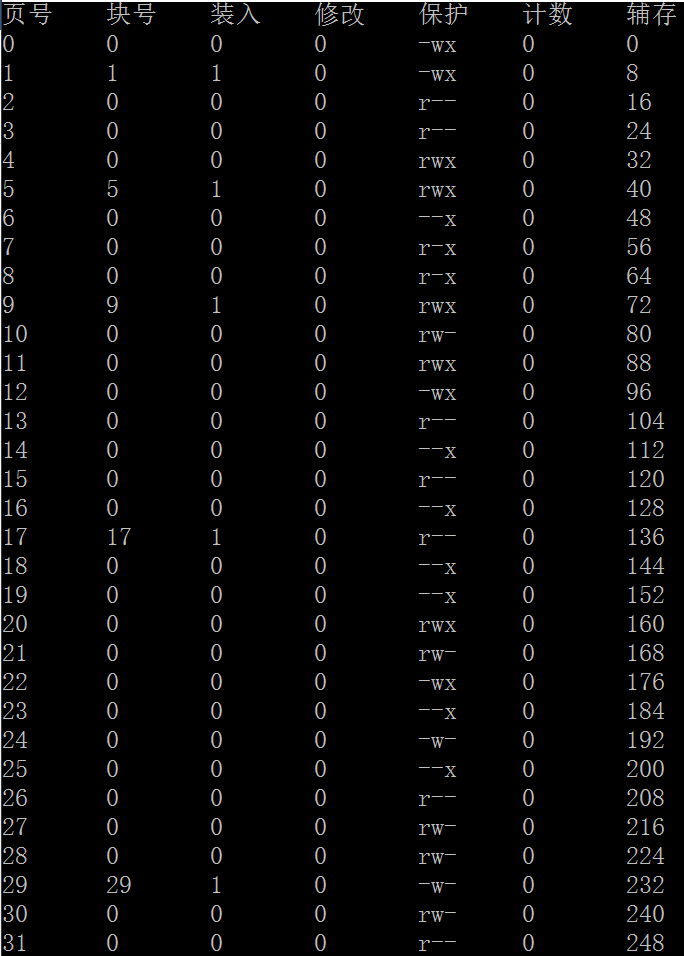 页号 块号 装入 修改 保护 计数 辅存
0 0 0 0 -wx 0 0
1 1 1 0 -wx 0 8
2 0 0 0 r-- 0 16
3 0 0 0 r-- 0 24
4 0 0 0 rwx 0 32
5 5 1 0 rwx 0 40
6 0 0 0 --x 0 48
7 0 0 0 r-x 0 56
8 0 0 0 r-x 0 64
9 9 1 0 rwx 0 72
10 0 0 0 rw- 0 80
11 0 0 0 rwx 0 88
12 0 0 0 -wx 0 96
13 0 0 0 r-- 0 104
14 0 0 0 --x 0 112
15 0 0 0 r-- 0 120
16 0 0 0 --x 0 128
17 17 1 0 r-- 0 136
18 0 0 0 --x 0 144
19 0 0 0 --x 0 152
20 0 0 0 rwx 0 160
21 0 0 0 rw- 0 168
22 0 0 0 -wx 0 176
23 0 0 0 --x 0 184
24 0 0 0 -w- 0 192
25 0 0 0 --x 0 200
26 0 0 0 r-- 0 208
27 0 0 0 rw- 0 216
28 0 0 0 rw- 0 224
29 29 1 0 -w- 0 232
30 0 0 0 rw- 0 240
31 0 0 0 r-- 0 248